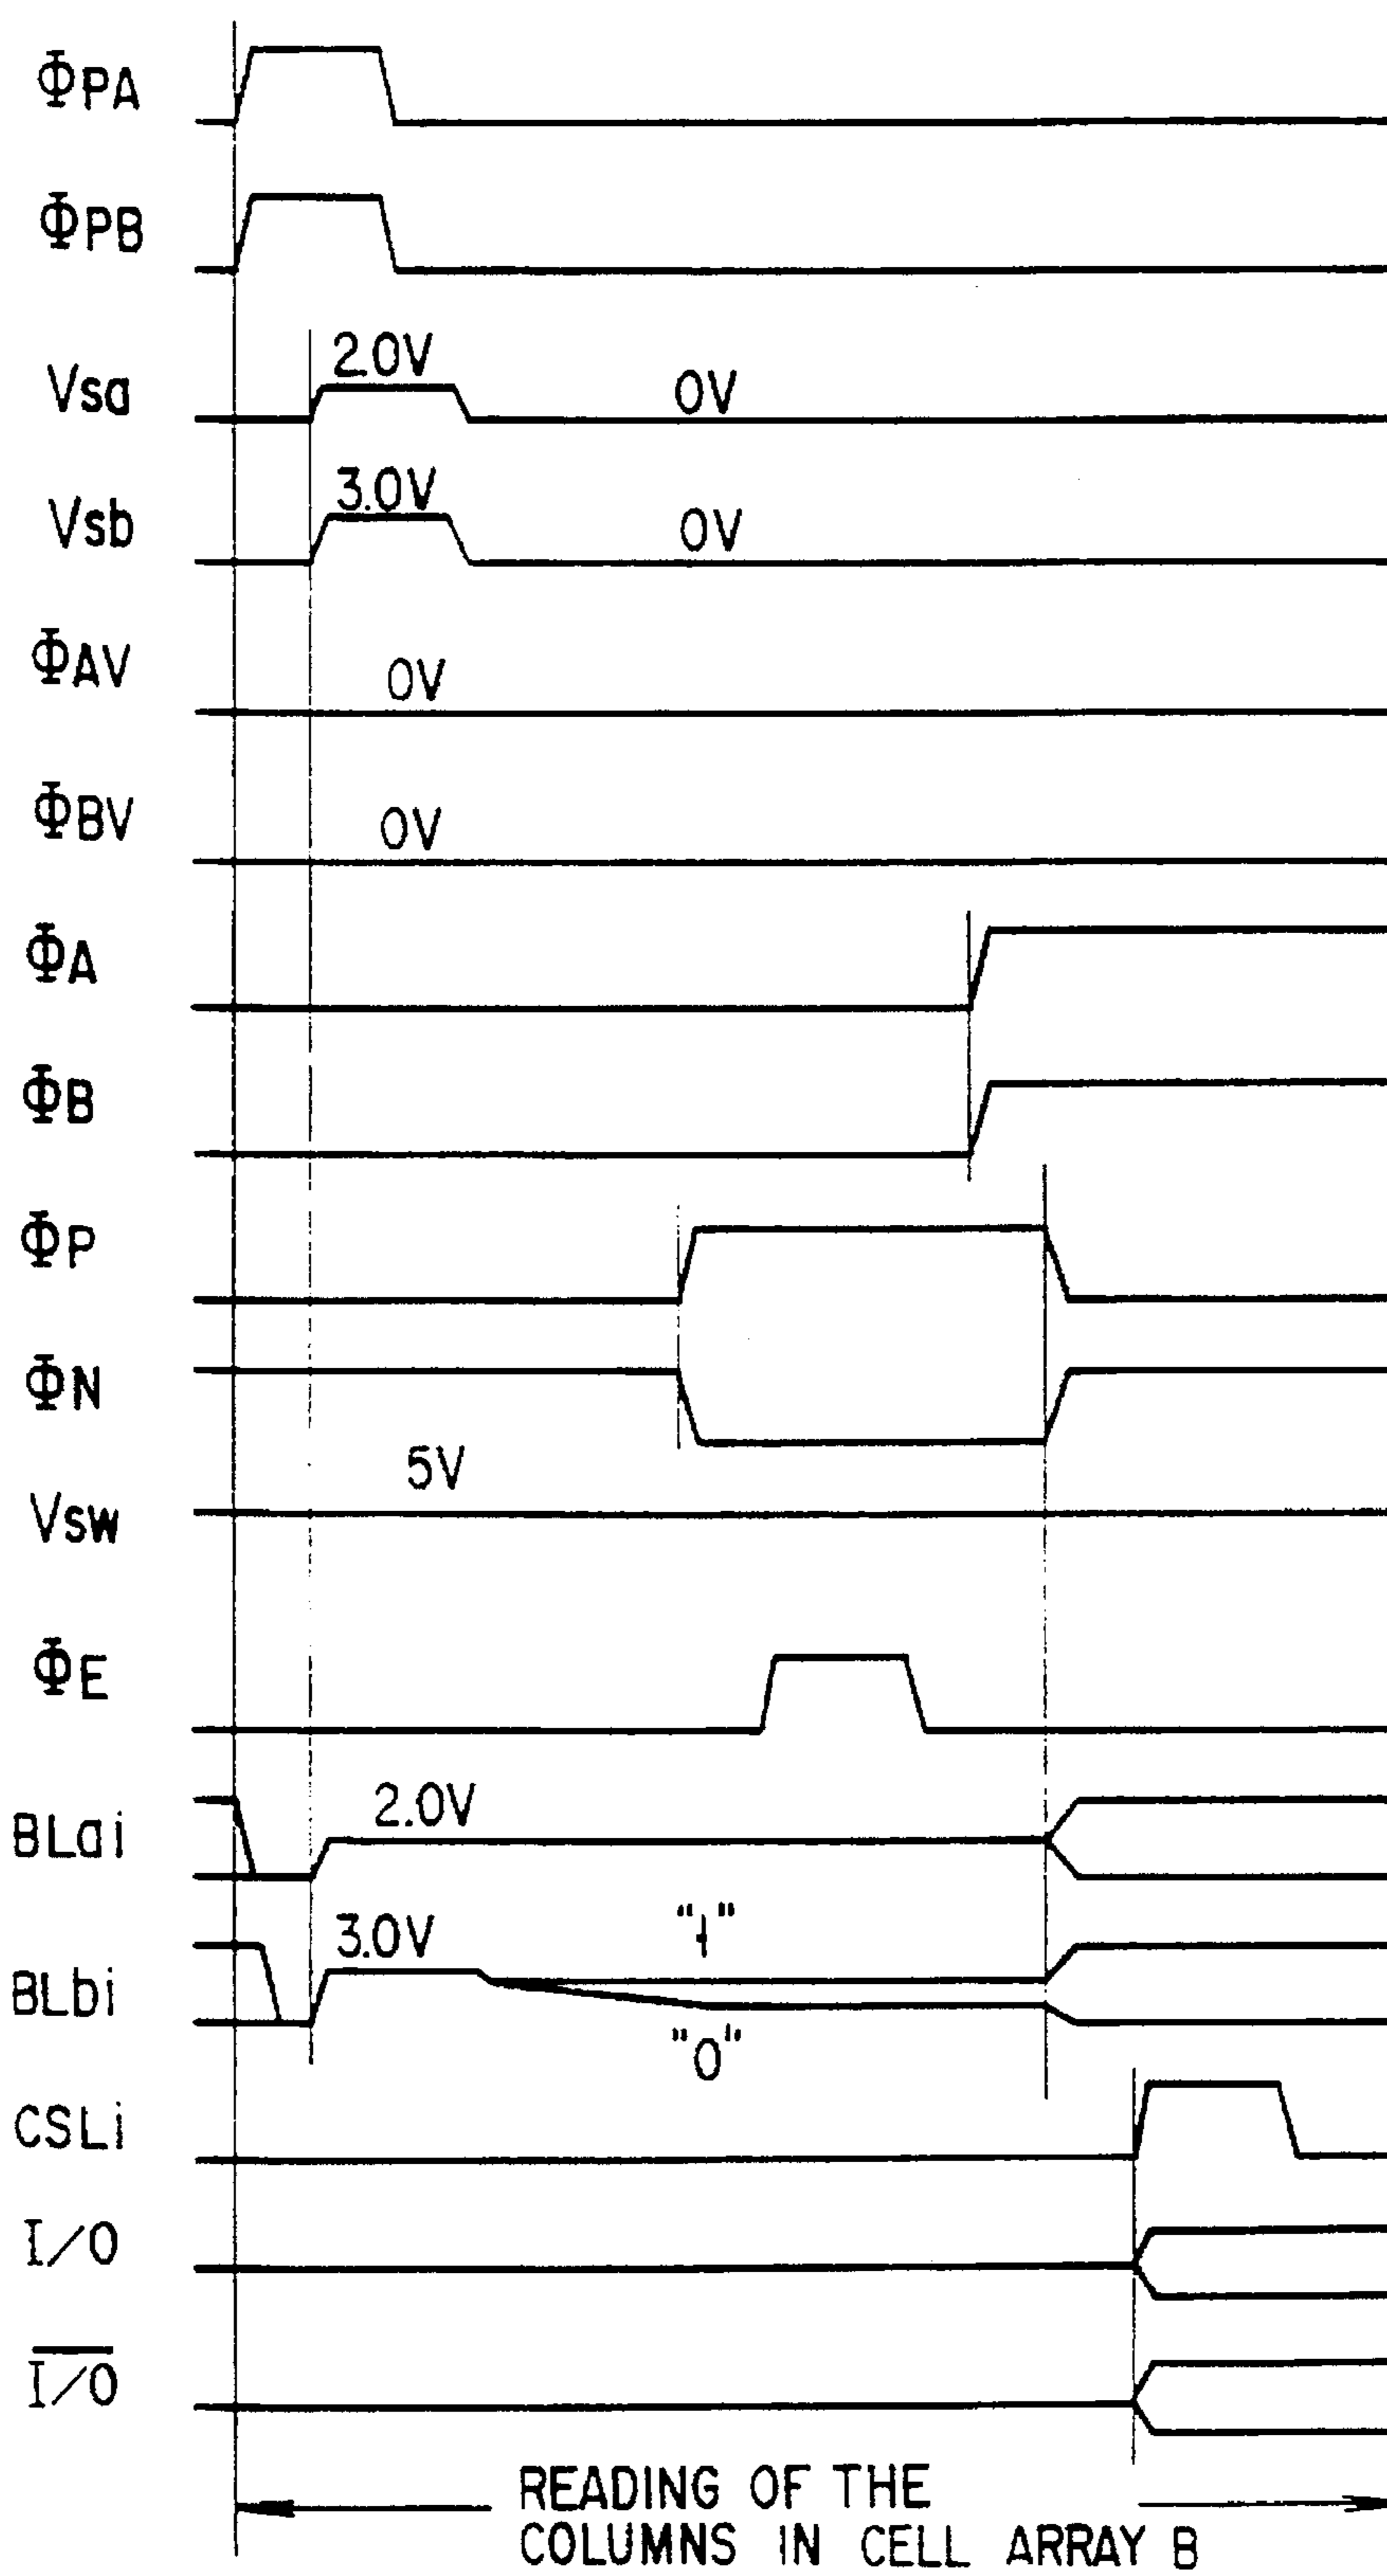 ΦPA
ΦPB
Vsa 2.0V 0V
Vsb 3.0V 0V
ΦAV 0V
ΦBV 0V
ΦA
ΦB
ΦP
ΦN
Vsw 5V
ΦE
BLai 2.0V
BLbi 3.0V "1"
"0"
CSLi
I/O
I/O
READING OF THE
COLUMNS IN CELL ARRAY B